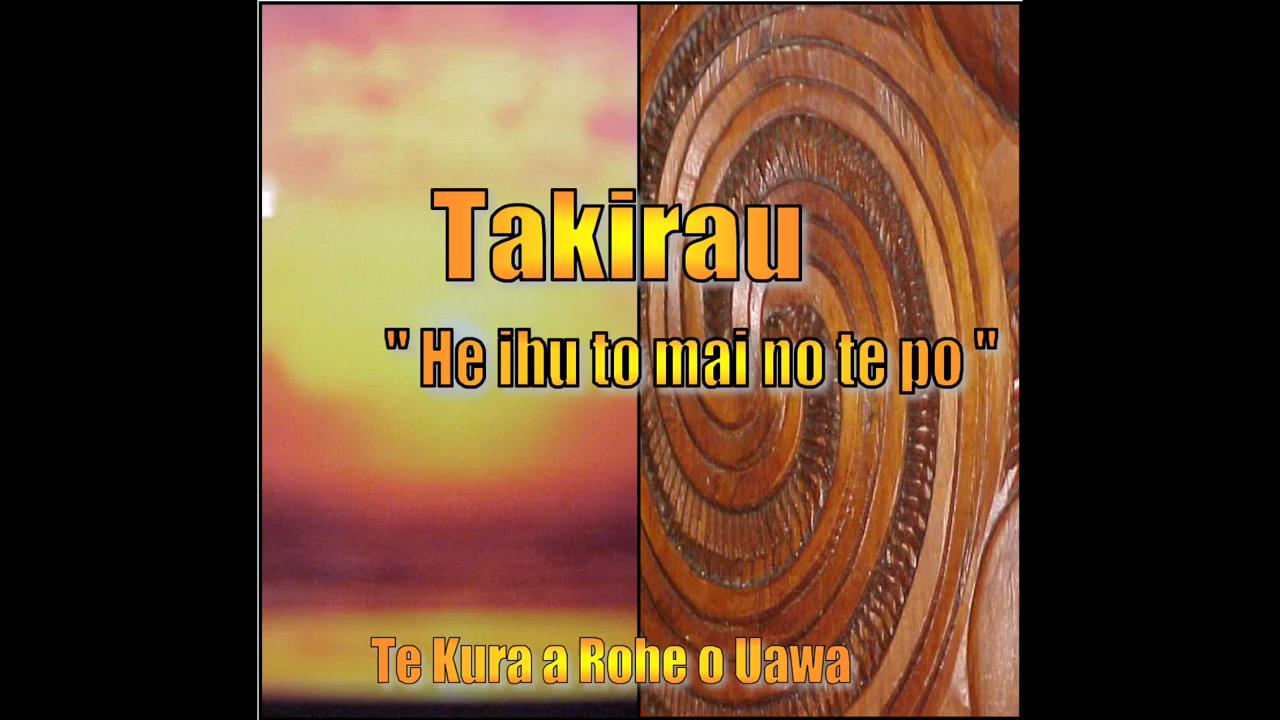 Takirau
" He ihu to mai no te po "
Te Kura a Rohe o Uawa